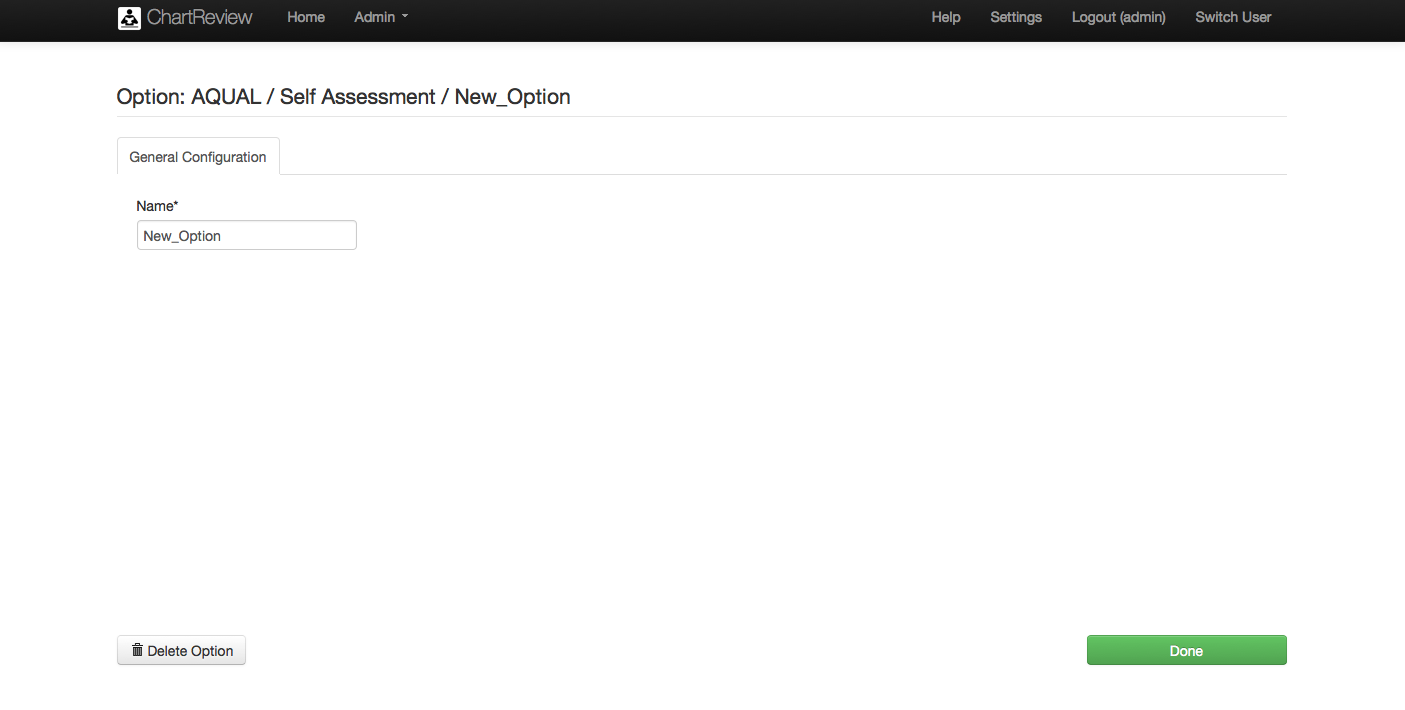 ChartReview Home Admin Help Settings Logout (admin) Switch User
Option: AQUAL / Self Assessment / New_Option
General Configuration
Name*
New_Option
Delete Option Done